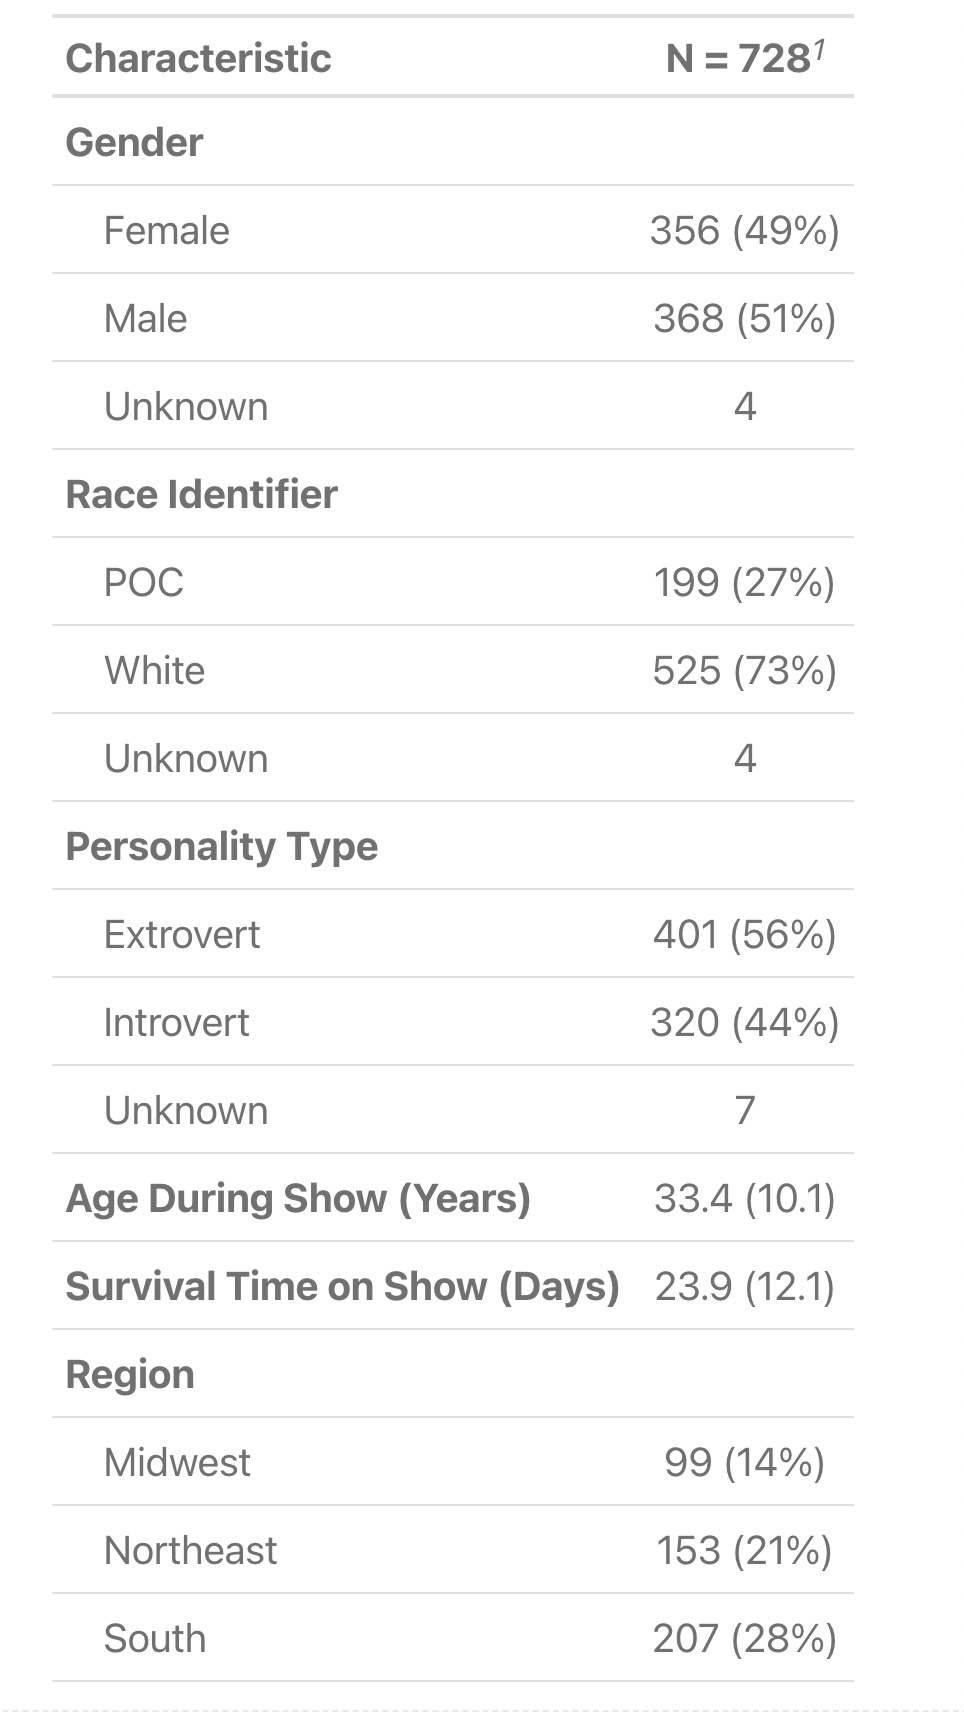 Characteristic N = 728¹
Gender
Female 356 (49%)
Male 368 (51%)
Unknown 4
Race Identifier
POC 199 (27%)
White 525 (73%)
Unknown 4
Personality Type
Extrovert 401 (56%)
Introvert 320 (44%)
Unknown 7
Age During Show (Years) 33.4 (10.1)
Survival Time on Show (Days) 23.9 (12.1)
Region
Midwest 99 (14%)
Northeast 153 (21%)
South 207 (28%)